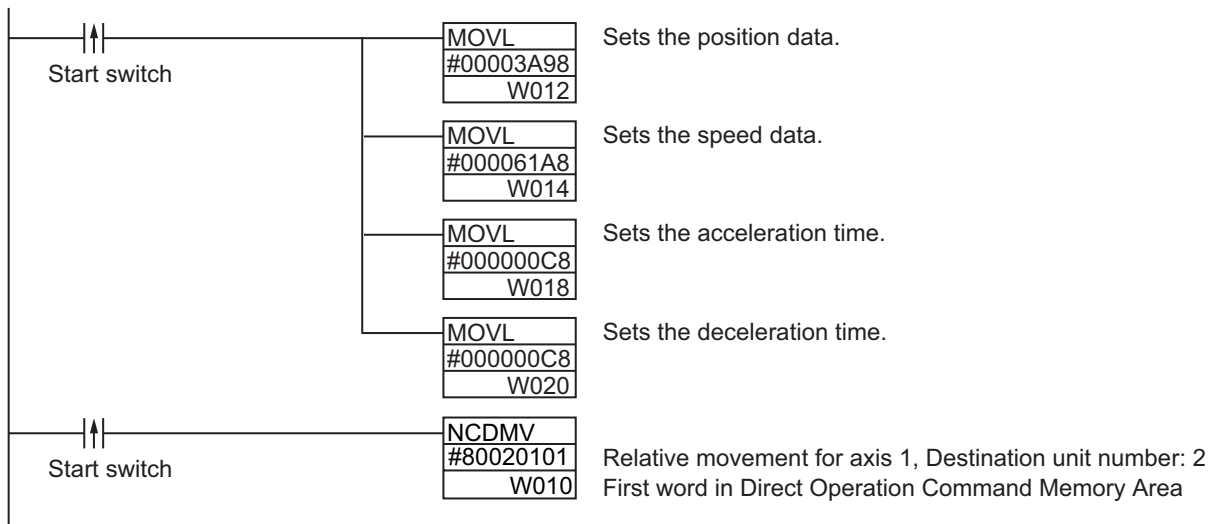 MOVL Sets the position data.
#00003A98
Start switch
W012
MOVL Sets the speed data.
#000061A8
W014
MOVL Sets the acceleration time.
#000000C8
W018
MOVL Sets the deceleration time.
#000000C8
W020
NCDMV
#80020101 Relative movement for axis 1, Destination unit number: 2
Start switch
W010 First word in Direct Operation Command Memory Area